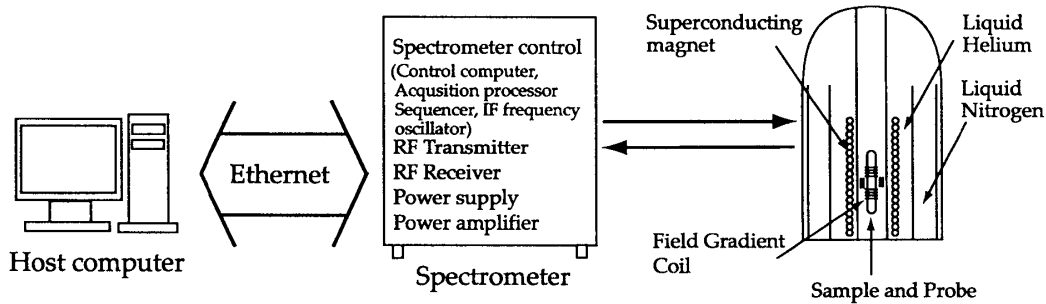 Host computer
Ethernet
Spectrometer control
(Control computer,
Acqusition processor
Sequencer, IF frequency
oscillator)
RF Transmitter
RF Receiver
Power supply
Power amplifier
Spectrometer
Superconducting
magnet
Liquid
Helium
Liquid
Nitrogen
Field Gradient
Coil
Sample and Probe